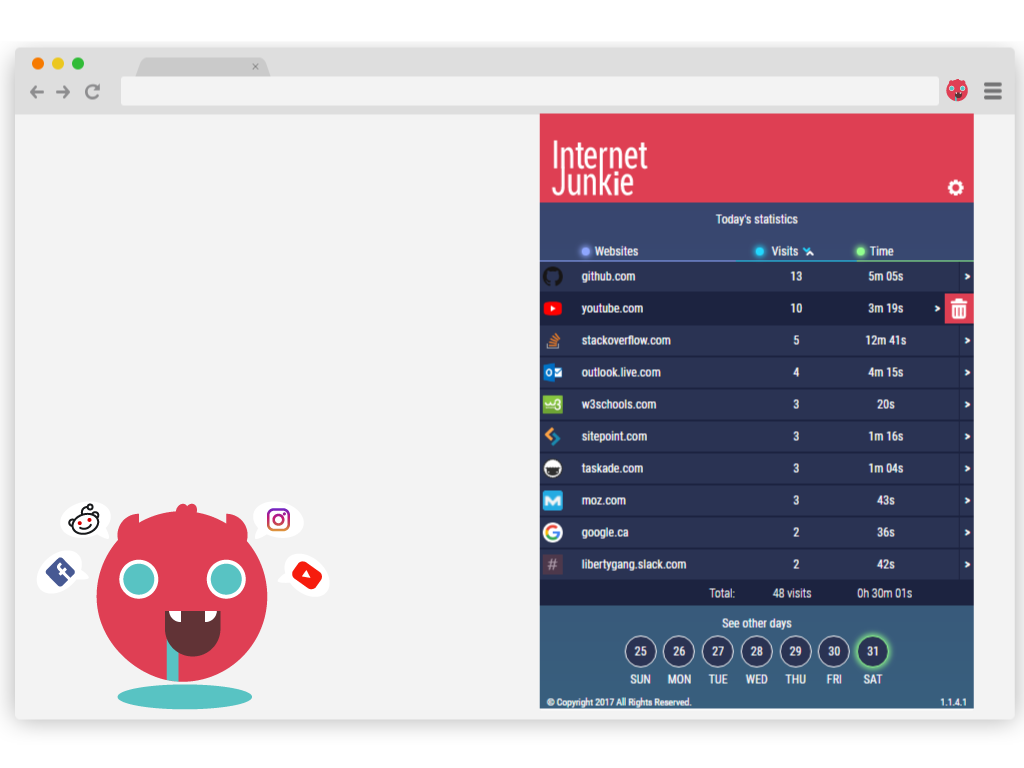 Internet
Junkie
Today's statistics
Websites Visits Time
github.com 13 5m 05s >
youtube.com 10 3m 19s >
stackoverflow.com 5 12m 41s >
outlook.live.com 4 4m 15s >
w3schools.com 3 20s >
sitepoint.com 3 1m 16s >
taskade.com 3 1m 04s >
moz.com 3 43s >
google.ca 2 36s >
# libertygang.slack.com 2 42s >
Total: 48 visits 0h 30m 01s
See other days
25 26 27 28 29 30 31
SUN MON TUE WED THU FRI SAT
© Copyright 2017 All Rights Reserved. 1.1.4.1